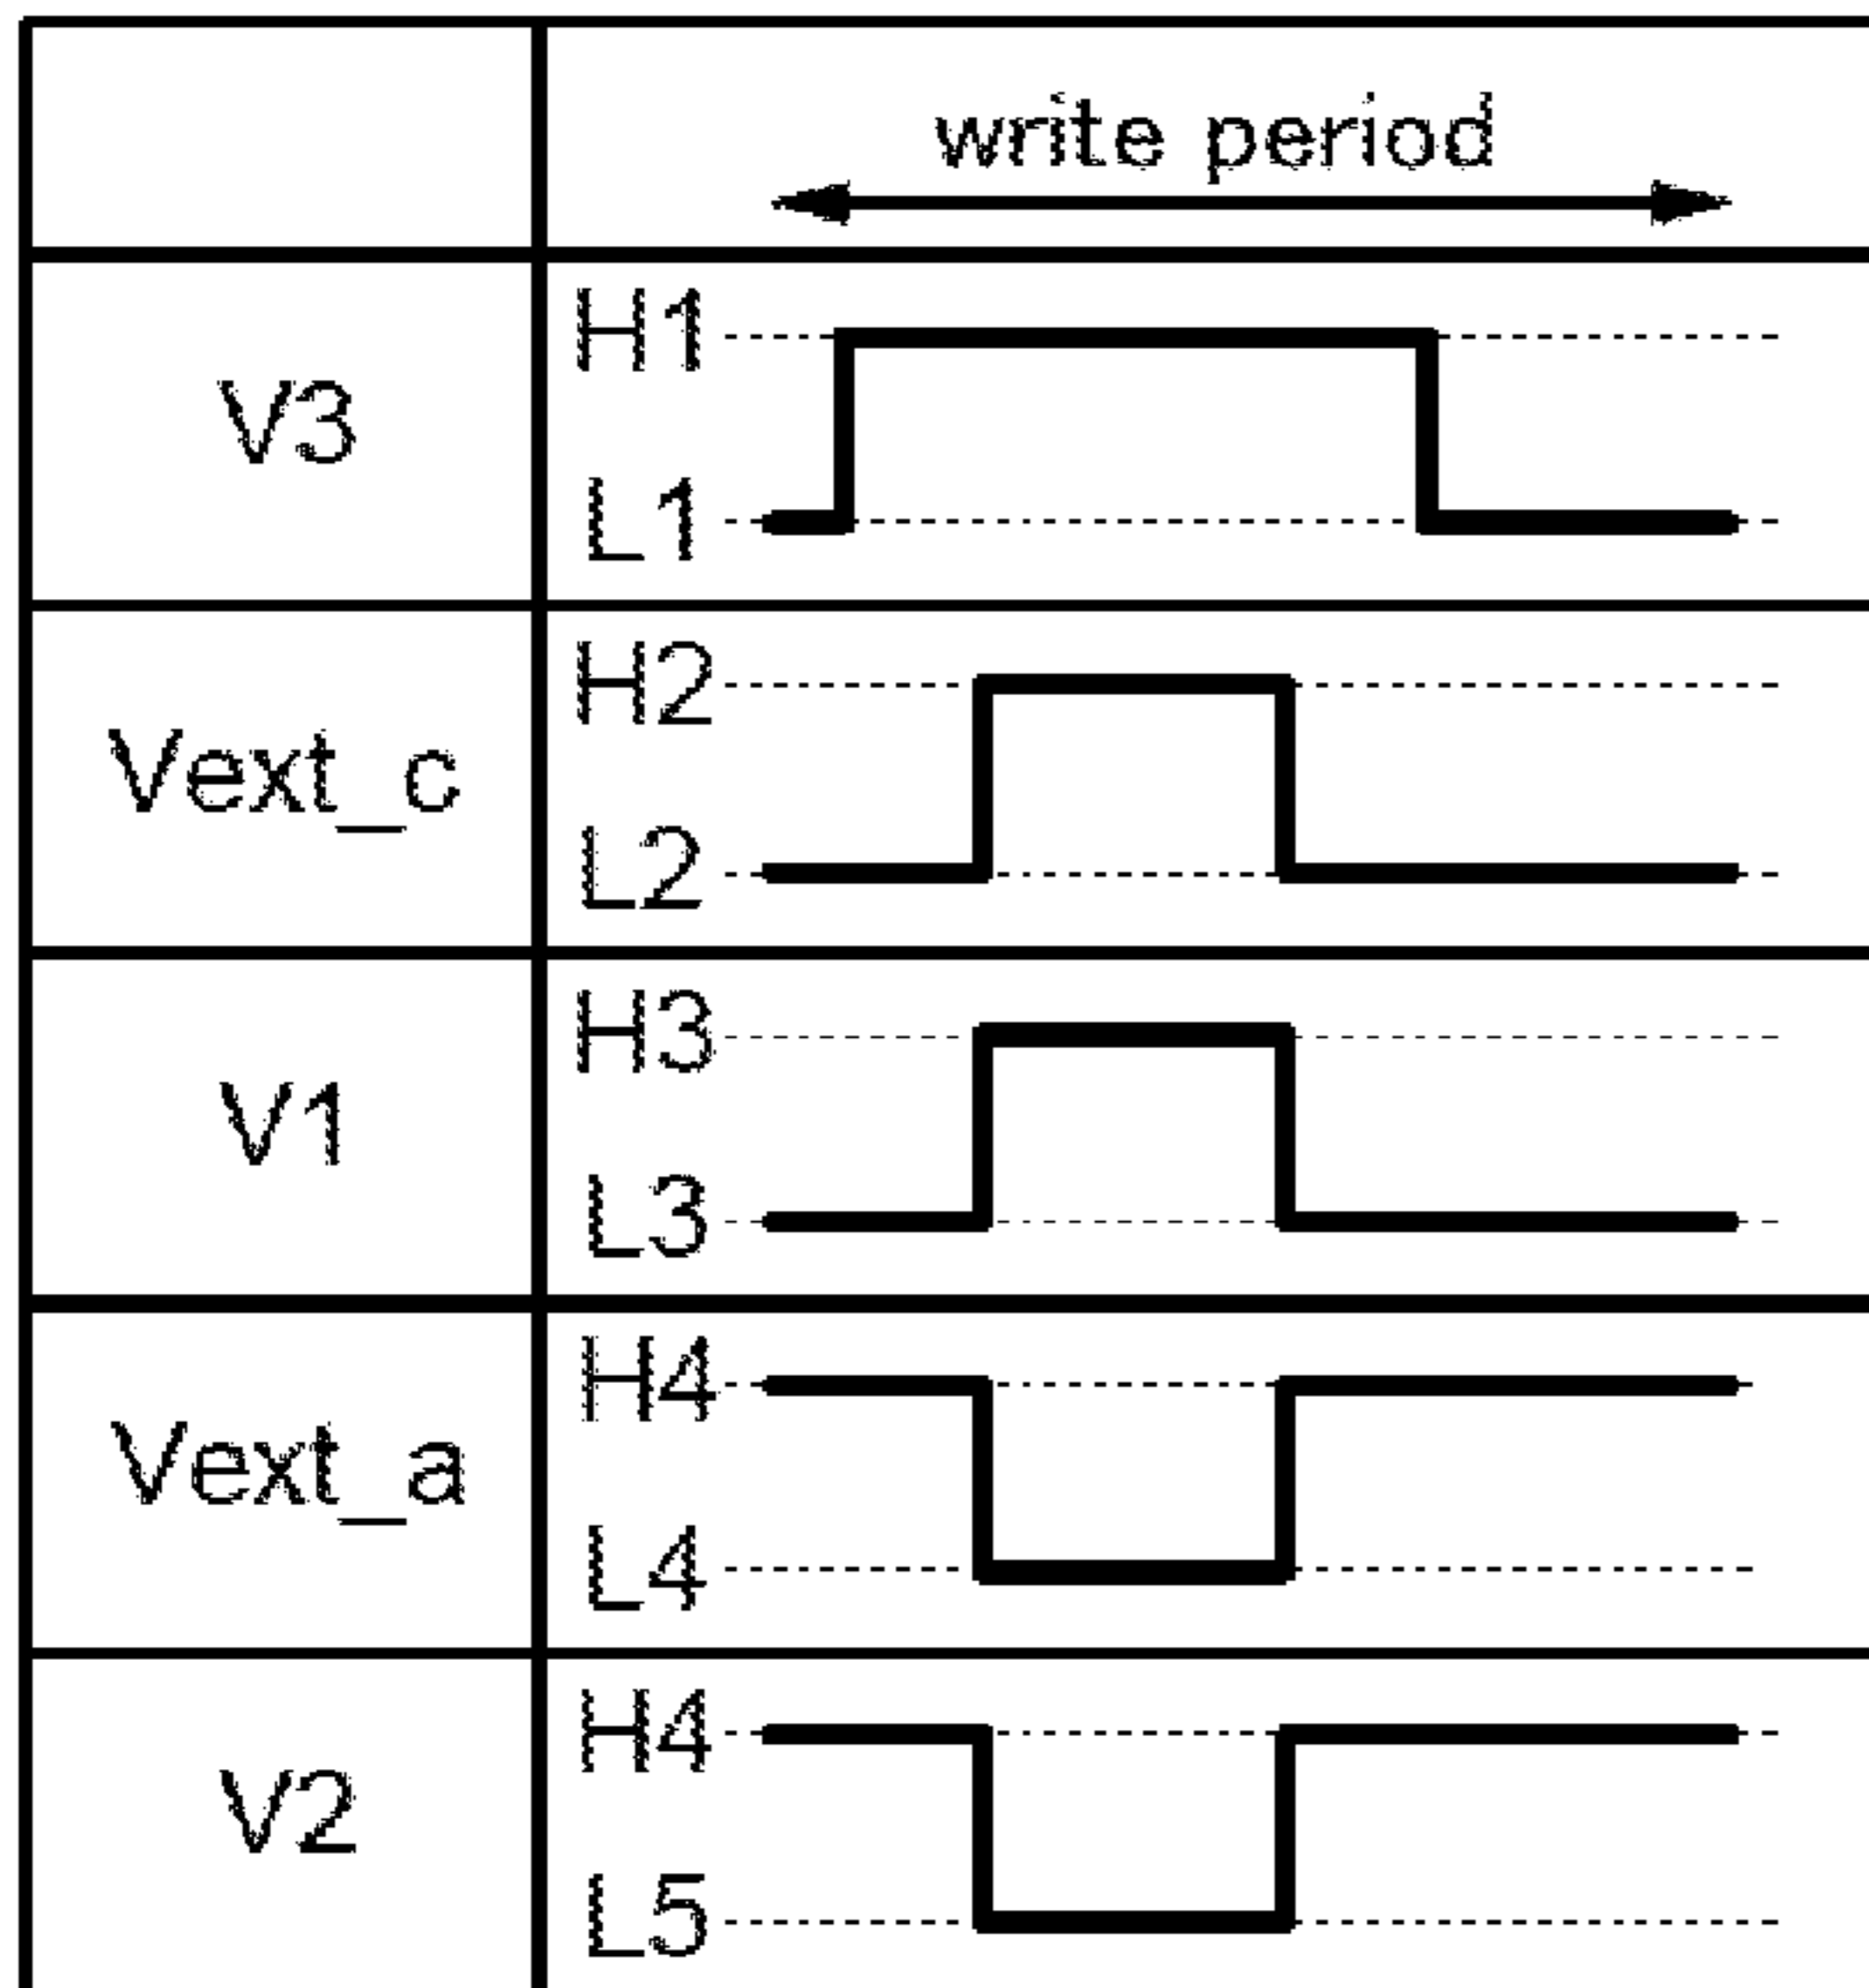 write period
V3
H1
L1
Vext_c
H2
L2
V1
H3
L3
Vext_a
H4
L4
V2
H4
L5